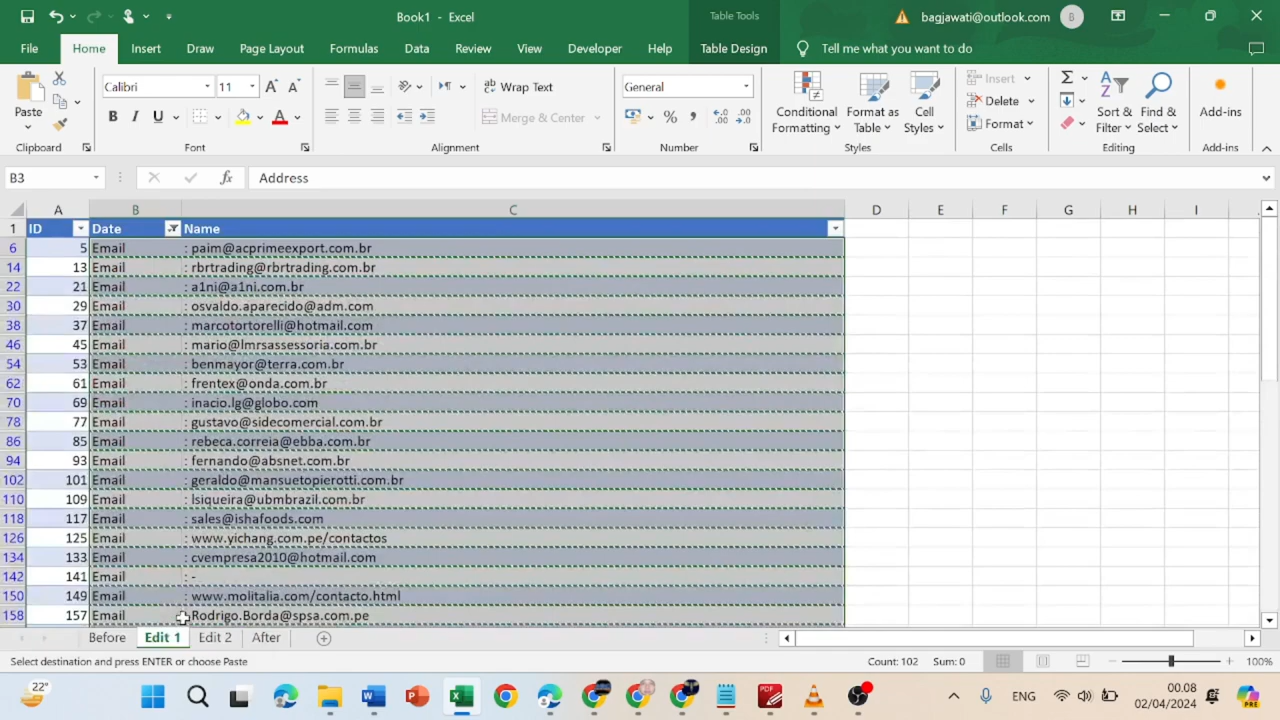 Book1 - Excel
Table Tools
bagjawati@outlook.com
B
File Home Insert Draw Page Layout Formulas Data Review View Developer Help Table Design Tell me what you want to do
Calibri 11 A A Wrap Text General Insert
Paste B I U A Merge & Center % , Conditional Formatting Format as Table Cell Styles Delete Format Sort & Filter Find & Select Add-ins
Clipboard Font Alignment Number Styles Cells Editing Add-ins
B3 fx Address
A B C D E F G H I
1 ID Date Name
6 5 Email : paim@acprimeexport.com.br
14 13 Email : rbrtrading@rbrtrading.com.br
22 21 Email : a1ni@a1ni.com.br
30 29 Email : osvaldo.aparecido@adm.com
38 37 Email : marcotortorelli@hotmail.com
46 45 Email : mario@lmrsassessoria.com.br
54 53 Email : benmayor@terra.com.br
62 61 Email : frentex@onda.com.br
70 69 Email : inacio.lg@globo.com
78 77 Email : gustavo@sidecomercial.com.br
86 85 Email : rebeca.correia@ebba.com.br
94 93 Email : fernando@absnet.com.br
102 101 Email : geraldo@mansuetopierotti.com.br
110 109 Email : lsiqueira@ubmbrazil.com.br
118 117 Email : sales@ishafoods.com
126 125 Email : www.yichang.com.pe/contactos
134 133 Email : cvempresa2010@hotmail.com
142 141 Email : -
150 149 Email : www.molitalia.com/contacto.html
158 157 Email : Rodrigo.Borda@spsa.com.pe
Before Edit 1 Edit 2 After
Select destination and press ENTER or choose Paste Count: 102 Sum: 0 100%
22° ENG 00.08
02/04/2024